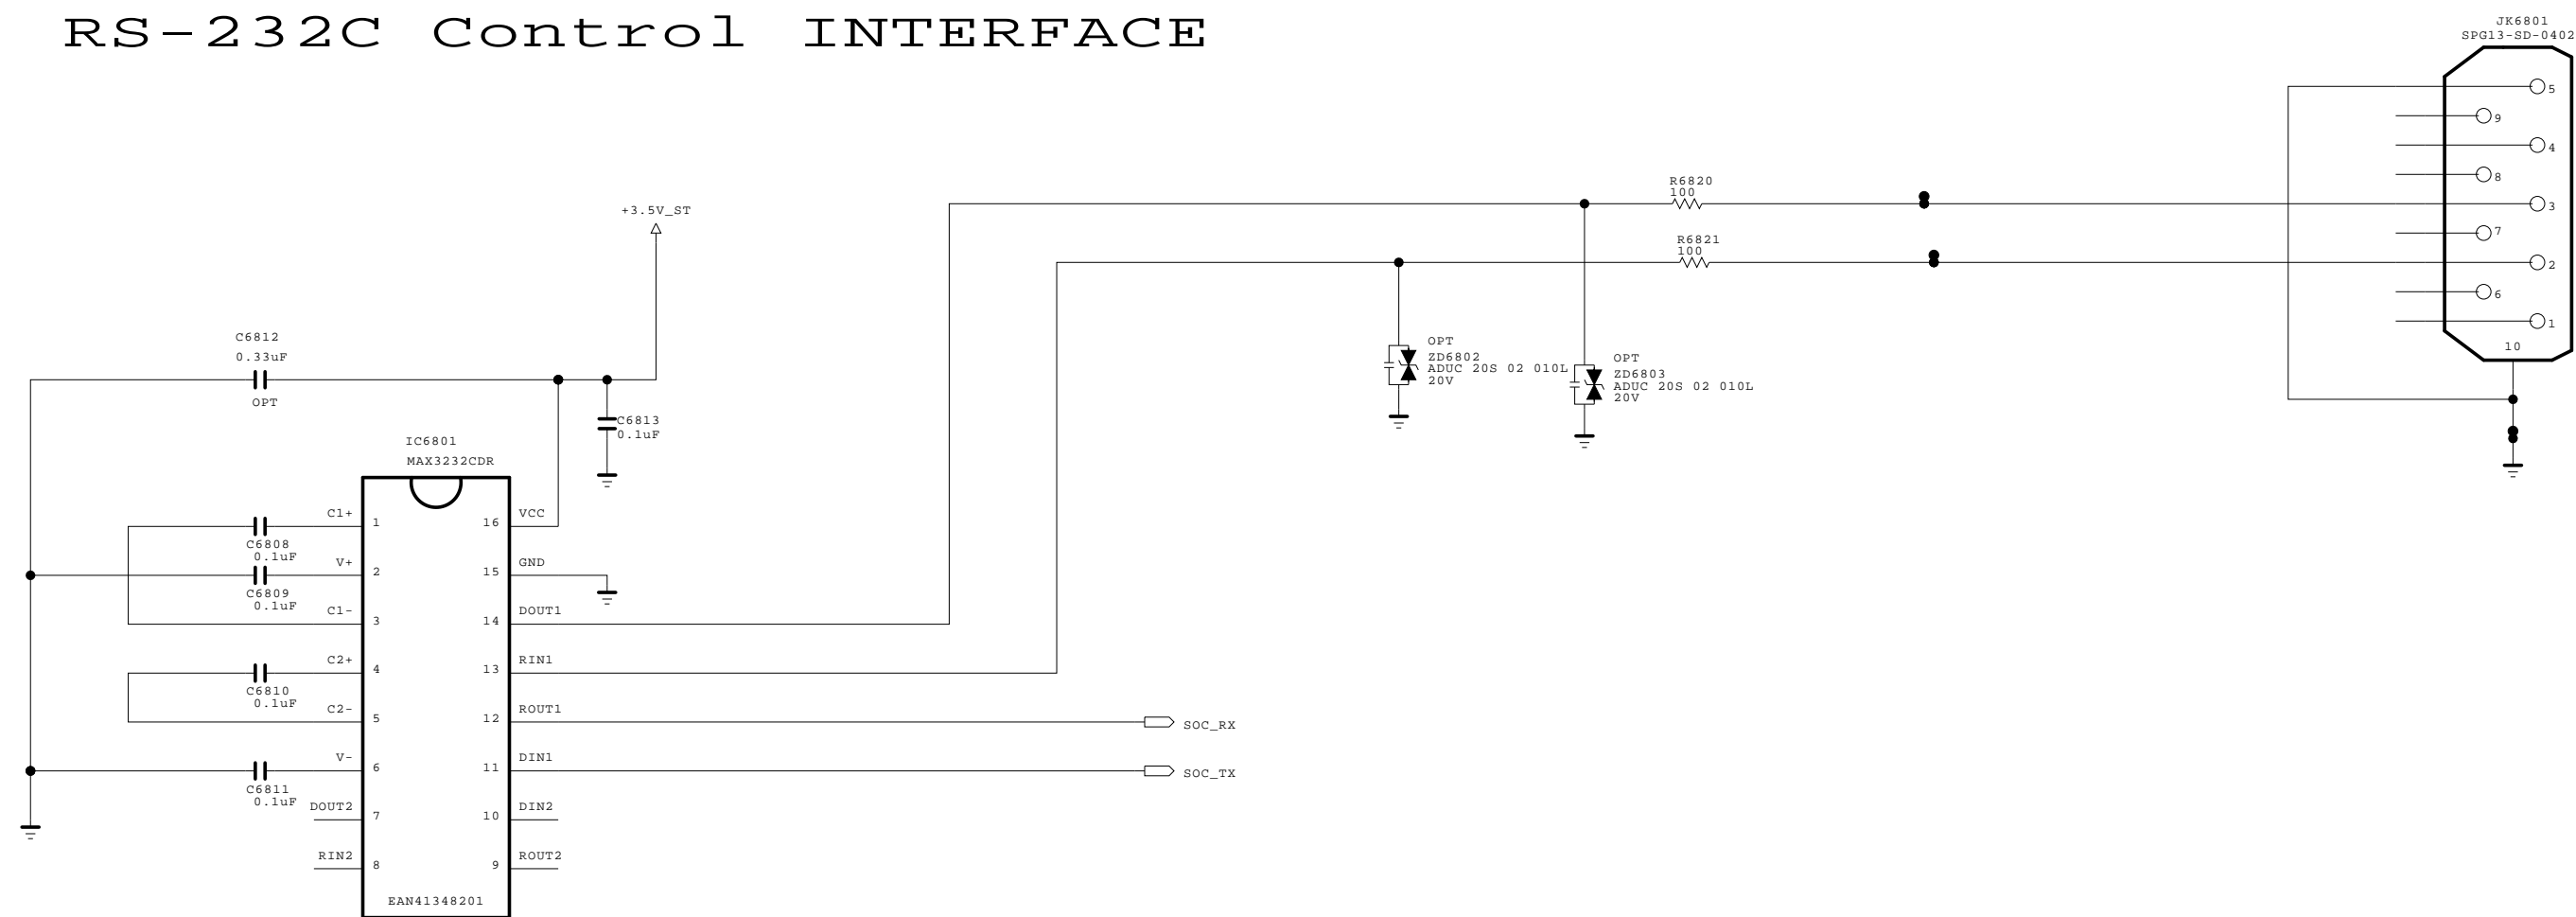 RS-232C Control INTERFACE
JK6801
SPG13-SD-0402
5
9
4
8
3
7
2
6
1
10
R6820
100
R6821
100
+3.5V_ST
C6812
0.33uF
OPT
C6813
0.1uF
OPT
ZD6802
ADUC 20S 02 010L
20V
OPT
ZD6803
ADUC 20S 02 010L
20V
IC6801
MAX3232CDR
C1+ 1 16 VCC
C6808
0.1uF
V+ 2 15 GND
C6809
0.1uF
C1- 3 14 DOUT1
C2+ 4 13 RIN1
C6810
0.1uF
C2- 5 12 ROUT1
SOC_RX
V- 6 11 DIN1
SOC_TX
C6811
0.1uF
DOUT2 7 10 DIN2
RIN2 8 9 ROUT2
EAN41348201